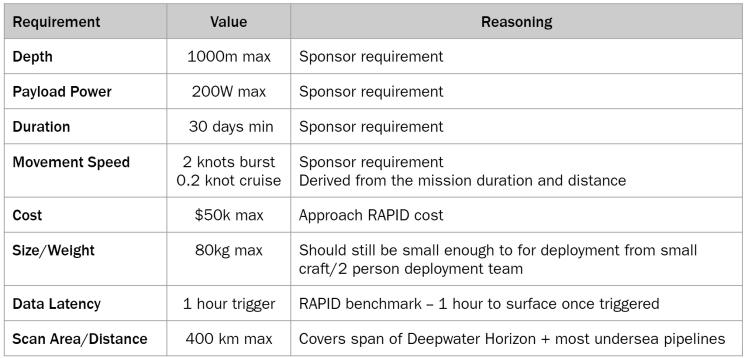 Requirement Value Reasoning
Depth 1000m max Sponsor requirement
Payload Power 200W max Sponsor requirement
Duration 30 days min Sponsor requirement
Movement Speed 2 knots burst Sponsor requirement
0.2 knot cruise Derived from the mission duration and distance
Cost $50k max Approach RAPID cost
Size/Weight 80kg max Should still be small enough to for deployment from small
craft/2 person deployment team
Data Latency 1 hour trigger RAPID benchmark – 1 hour to surface once triggered
Scan Area/Distance 400 km max Covers span of Deepwater Horizon + most undersea pipelines